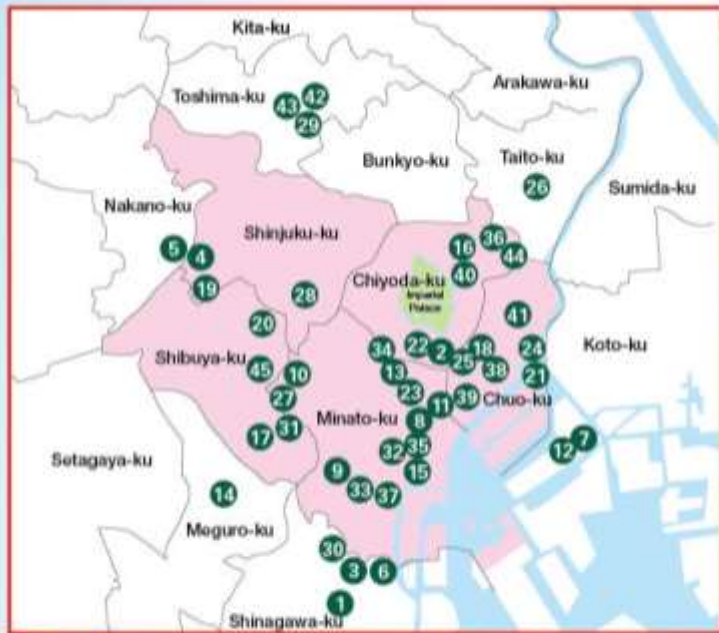 Kita-ku
Toshima-ku
42
43
29
Arakawa-ku
Bunkyo-ku
Taito-ku
26
Sumida-ku
Nakano-ku
5
4
19
Shinjuku-ku
28
16
36
44
Chiyoda-ku
40
Imperial
Palace
41
20
Shibuya-ku
45
10
27
31
17
34
22
2
18
25
38
24
21
Koto-ku
13
23
11
39
Chuo-ku
Minato-ku
8
35
32
15
12
7
Setagaya-ku
14
Meguro-ku
9
33
37
30
3
6
1
Shinagawa-ku